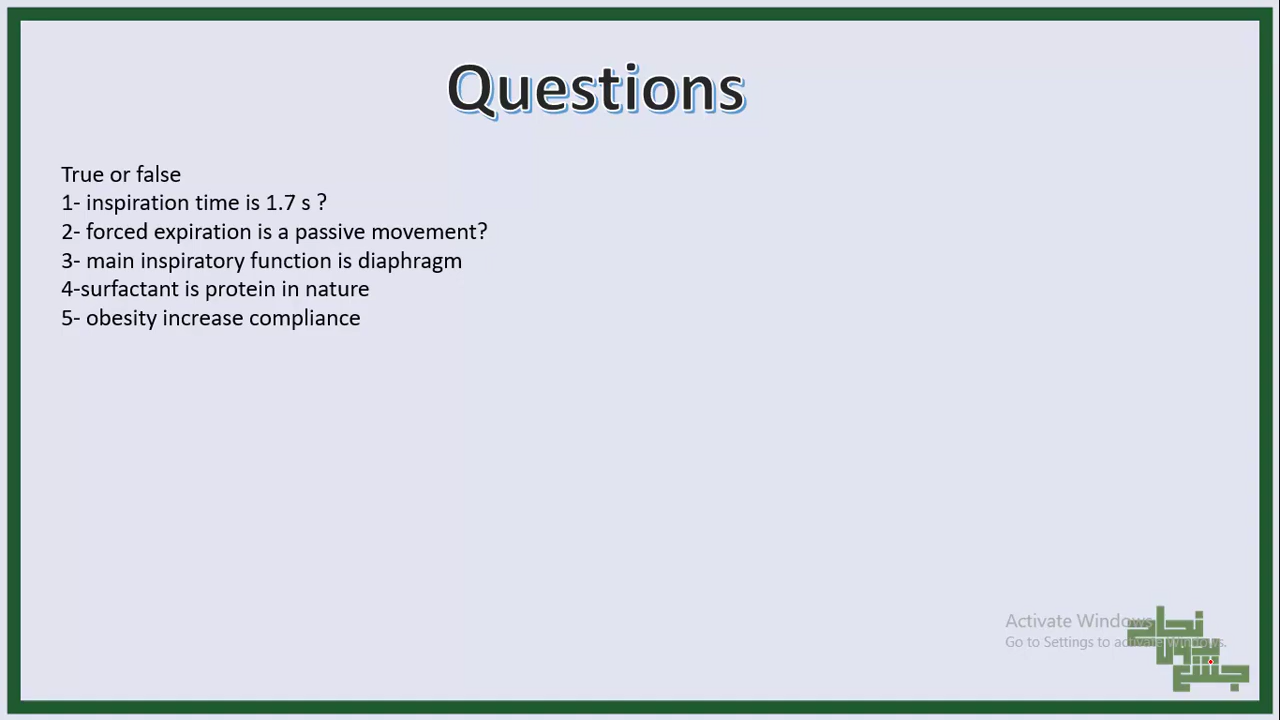 Questions
True or false
1- inspiration time is 1.7 s ?
2- forced expiration is a passive movement?
3- main inspiratory function is diaphragm
4-surfactant is protein in nature
5- obesity increase compliance
Activate Windows
Go to Settings to activate Windows.